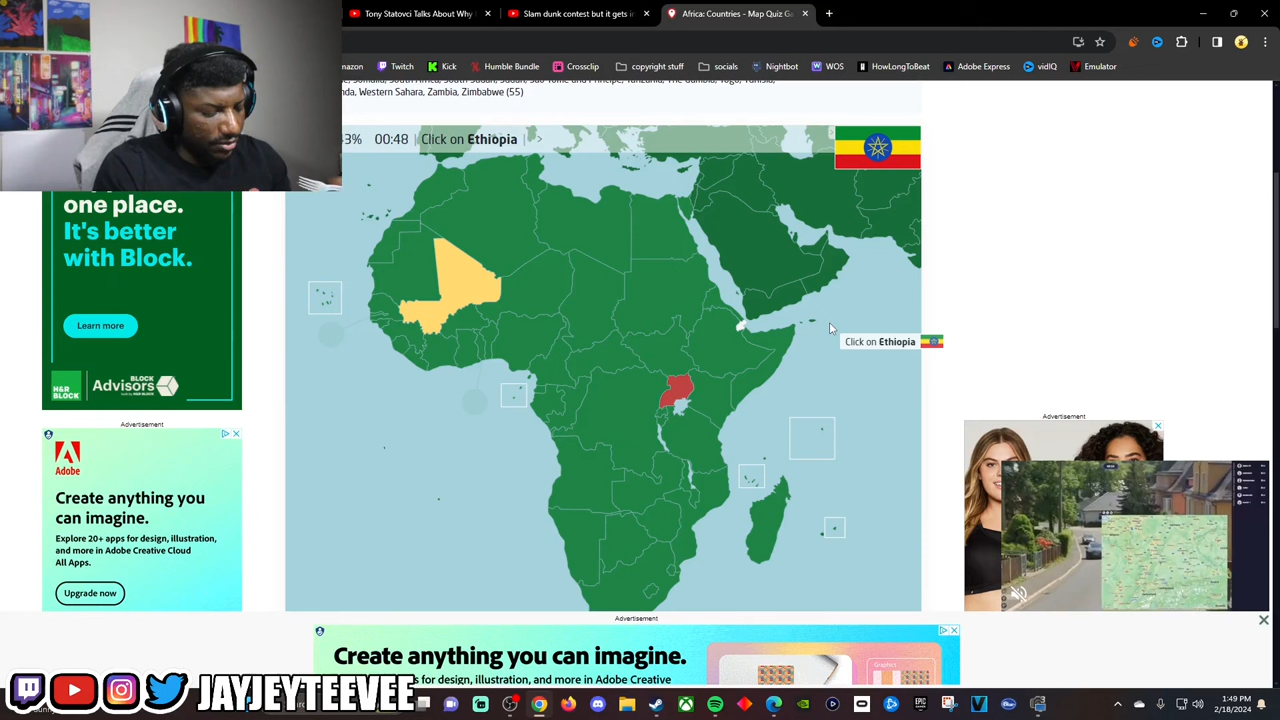 Tony Statovci Talks About Why
Slam dunk contest but it gets in
Africa: Countries - Map Quiz Ga
Twitch
Kick
Humble Bundle
Crossclip
copyright stuff
socials
Nightbot
WOS
HowLongToBeat
Adobe Express
vidIQ
Emulator
Western Sahara, Zambia, Zimbabwe (55)
3% 00:48 Click on Ethiopia
Click on Ethiopia
one place.
It's better
with Block.
Learn more
H&R
BLOCK
BLOCK
Advisors
Advertisement
Adobe
Create anything you
can imagine.
Explore 20+ apps for design, illustration,
and more in Adobe Creative Cloud
All Apps.
Upgrade now
Advertisement
Advertisement
Create anything you can imagine.
s for design, illustration, and more in Adobe Creative
Graphics
JAYJEYTEEVEE
1:49 PM
2/18/2024